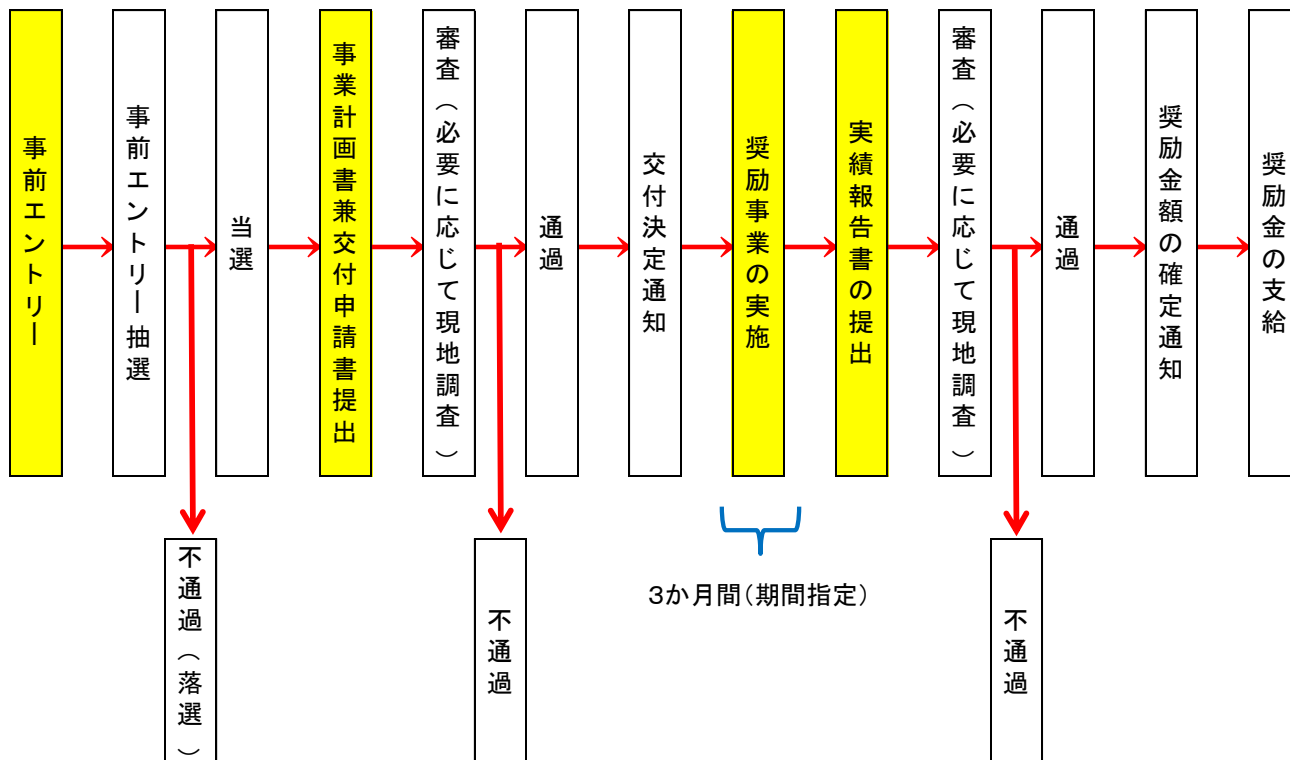 事前エントリー
事前エントリー抽選
当選
事業計画書兼交付申請書提出
審査（必要に応じて現地調査）
通過
交付決定通知
奨励事業の実施
実績報告書の提出
審査（必要に応じて現地調査）
通過
奨励金額の確定通知
奨励金の支給
不通過（落選）
不通過
3か月間（期間指定）
不通過